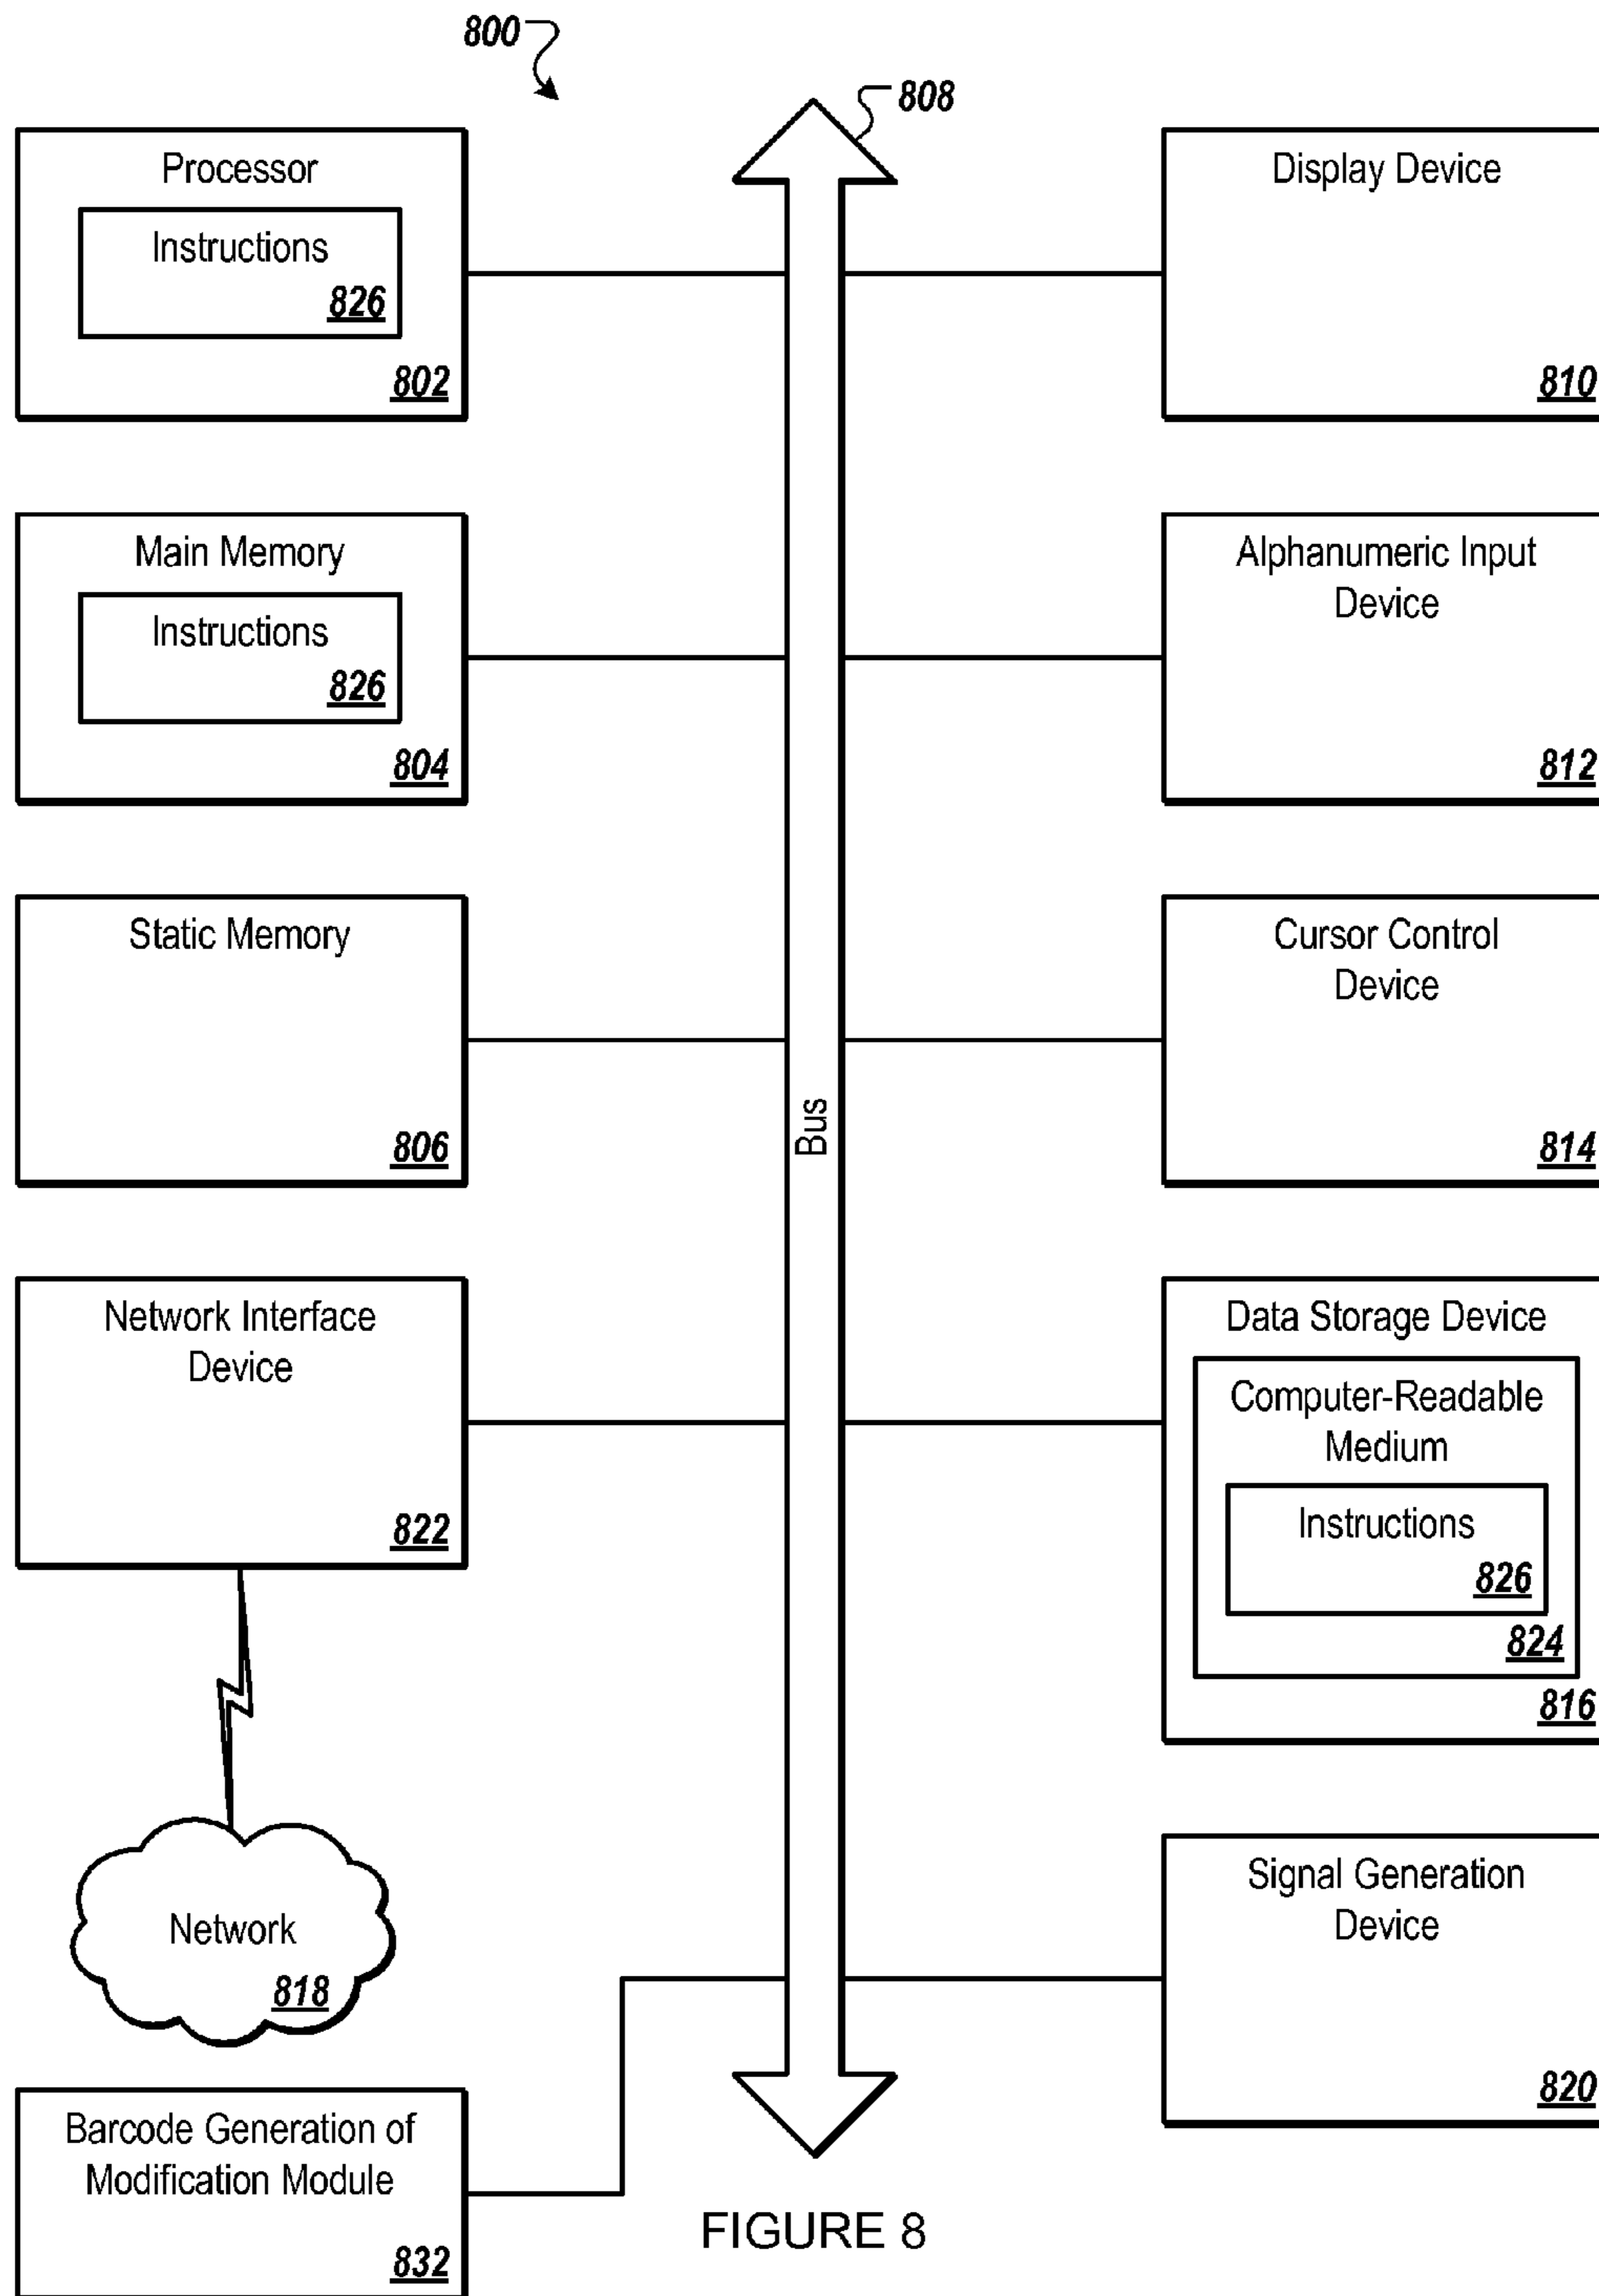 800
808
Processor
Instructions
826
802
Display Device
810
Main Memory
Instructions
826
804
Alphanumeric Input
Device
812
Static Memory
806
Cursor Control
Device
814
Bus
Network Interface
Device
822
Data Storage Device
Computer-Readable
Medium
Instructions
826
824
816
Network
818
Signal Generation
Device
820
Barcode Generation of
Modification Module
832
FIGURE 8